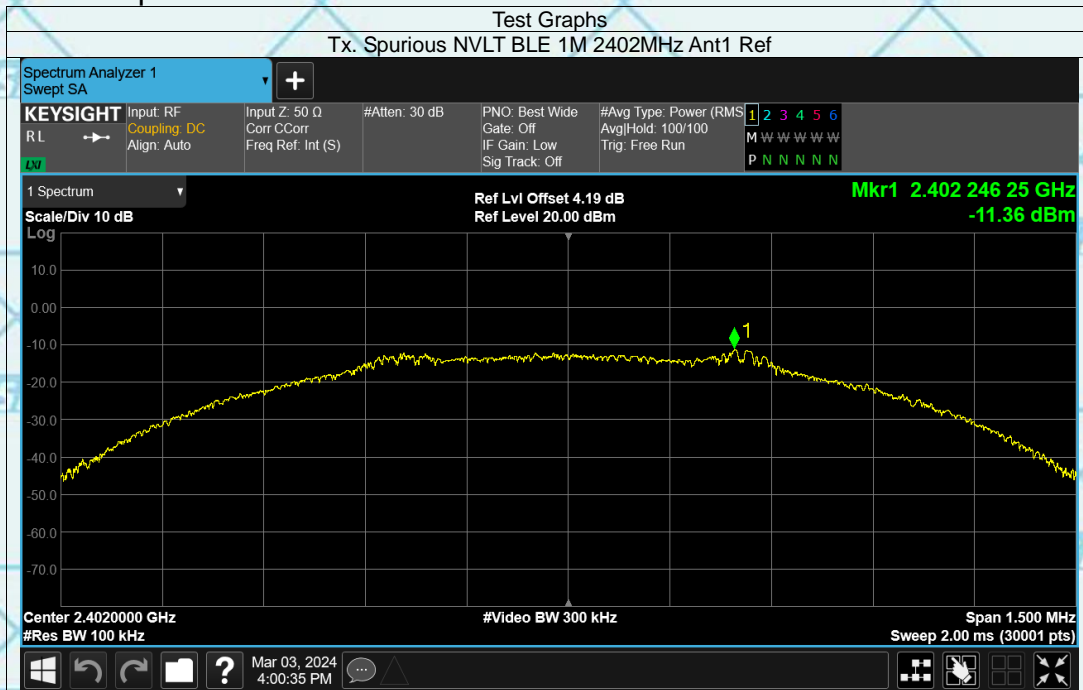 Test Graphs
Tx. Spurious NVLT BLE 1M 2402MHz Ant1 Ref
Spectrum Analyzer 1
Swept SA
+
KEYSIGHT
R L
LXI
Input: RF
Coupling: DC
Align: Auto
Input Z: 50 Ω
Corr CCorr
Freq Ref: Int (S)
#Atten: 30 dB
PNO: Best Wide
Gate: Off
IF Gain: Low
Sig Track: Off
#Avg Type: Power (RMS
Avg|Hold: 100/100
Trig: Free Run
1 2 3 4 5 6
M W W W W W
P N N N N N
1 Spectrum
Scale/Div 10 dB
Ref Lvl Offset 4.19 dB
Ref Level 20.00 dBm
Mkr1 2.402 246 25 GHz
-11.36 dBm
Log
10.0
0.00
-10.0
-20.0
-30.0
-40.0
-50.0
-60.0
-70.0
1
Center 2.4020000 GHz
#Res BW 100 kHz
#Video BW 300 kHz
Span 1.500 MHz
Sweep 2.00 ms (30001 pts)
?
Mar 03, 2024
4:00:35 PM